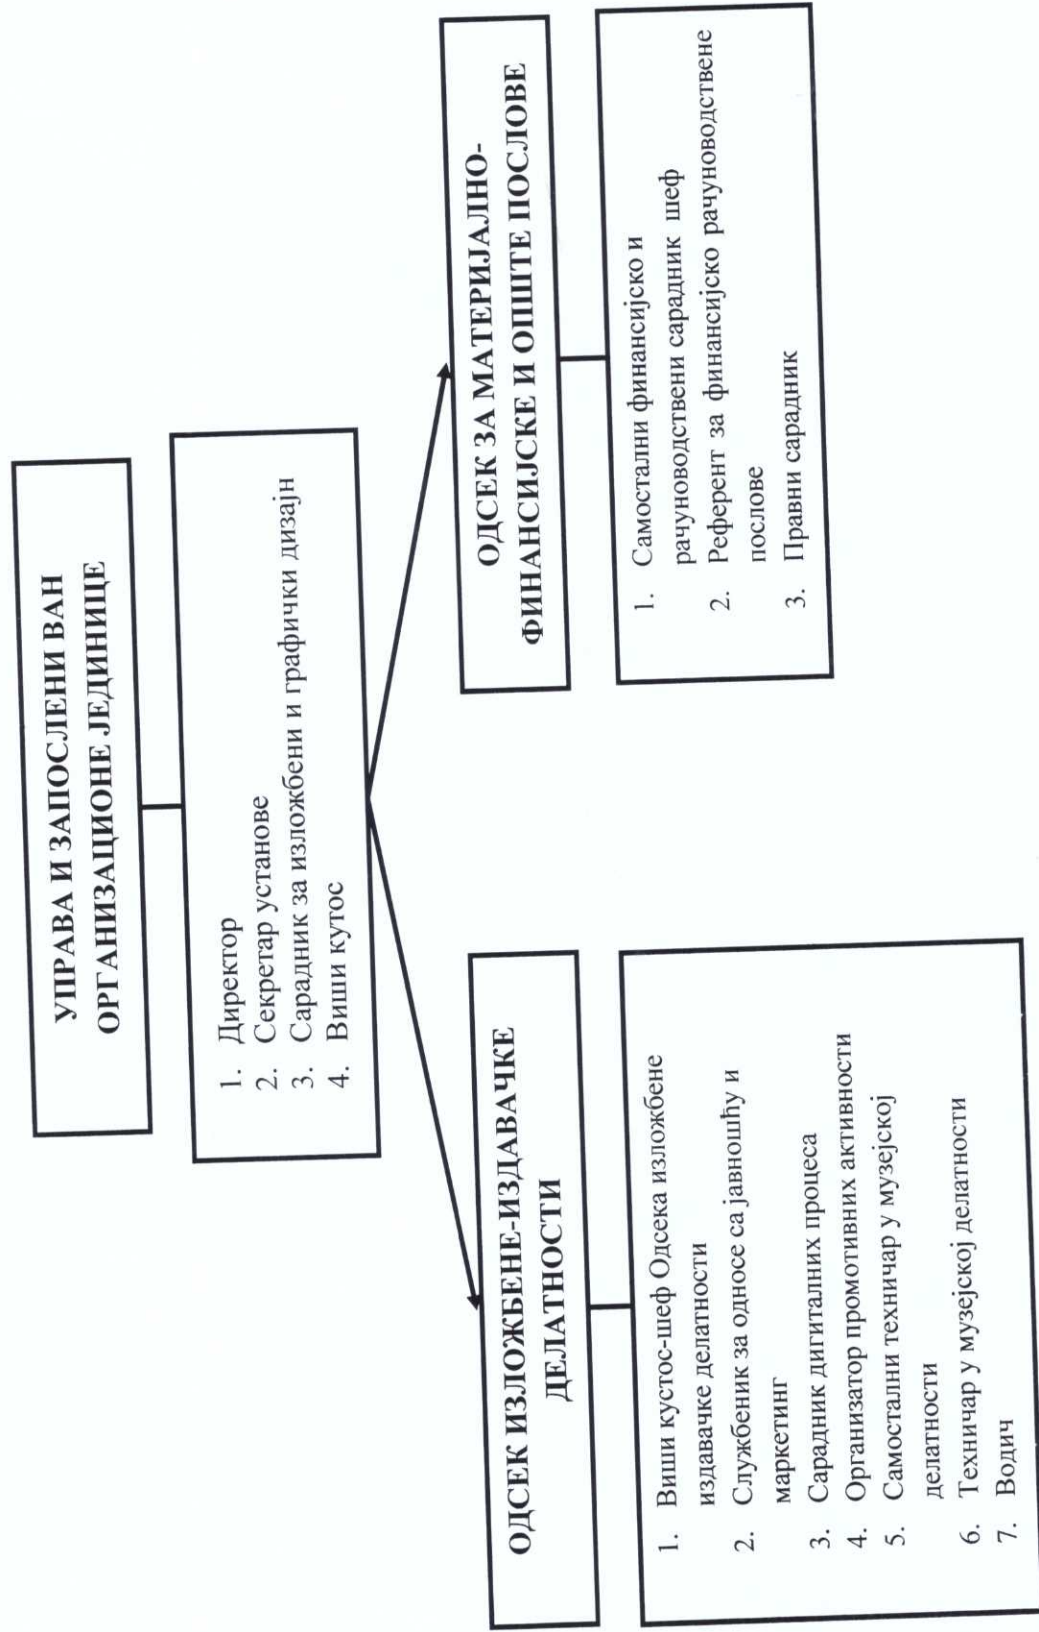 УПРАВА И ЗАПОСЛЕНИ ВАН
ОРГАНИЗАЦИОНЕ ЈЕДИНИЦЕ
1. Директор
2. Секретар установе
3. Сарадник за изложбени и графички дизајн
4. Виши кутос
ОДСЕК ИЗЛОЖБЕНЕ-ИЗДАВАЧКЕ
ДЕЛАТНОСТИ
1. Виши кустос-шеф Одсека изложбене
издавачке делатности
2. Службеник за односе са јавношћу и
маркетинг
3. Сарадник дигиталних процеса
4. Организатор промотивних активности
5. Самостални техничар у музејској
делатности
6. Техничар у музејској делатности
7. Водич
ОДСЕК ЗА МАТЕРИЈАЛНО-
ФИНАНСИЈСКЕ И ОПШТЕ ПОСЛОВЕ
1. Самостални финансијско и
рачуноводствени сарадник шеф
2. Референт за финансијско рачуноводствене
послове
3. Правни сарадник